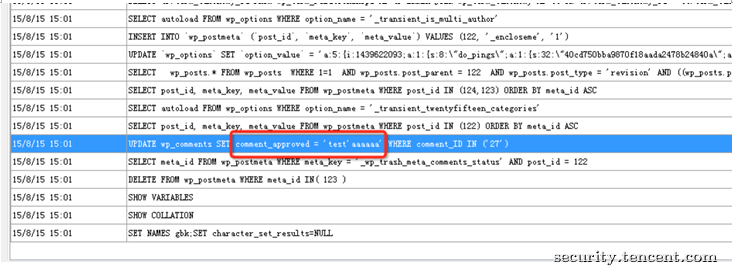 15/8/15 15:01 SELECT autoload FROM wp_options WHERE option_name = '_transient_is_multi_author'
15/8/15 15:01 INSERT INTO `wp_postmeta` (`post_id`, `meta_key`, `meta_value`) VALUES (122, '_encloseme', '1')
15/8/15 15:01 UPDATE `wp_options` SET `option_value` = 'a:5:{i:1439622093;a:1:{s:8:\"do_pings\";a:1:{s:32:\"40cd750bba9870f18aada2478b24840a\";a
15/8/15 15:01 SELECT wp_posts.* FROM wp_posts WHERE 1=1 AND wp_posts.post_parent = 122 AND wp_posts.post_type = 'revision' AND ((wp_posts.p
15/8/15 15:01 SELECT post_id, meta_key, meta_value FROM wp_postmeta WHERE post_id IN (124,123) ORDER BY meta_id ASC
15/8/15 15:01 SELECT autoload FROM wp_options WHERE option_name = '_transient_twentyfifteen_categories'
15/8/15 15:01 SELECT post_id, meta_key, meta_value FROM wp_postmeta WHERE post_id IN (122) ORDER BY meta_id ASC
15/8/15 15:01 UPDATE wp_comments SET comment_approved = 'test'aaaaaa' WHERE comment_ID IN ('27')
15/8/15 15:01 SELECT meta_id FROM wp_postmeta WHERE meta_key = '_wp_trash_meta_comments_status' AND post_id = 122
15/8/15 15:01 DELETE FROM wp_postmeta WHERE meta_id IN( 123 )
15/8/15 15:01 SHOW VARIABLES
15/8/15 15:01 SHOW COLLATION
15/8/15 15:01 SET NAMES gbk;SET character_set_results=NULL
security.tencent.com